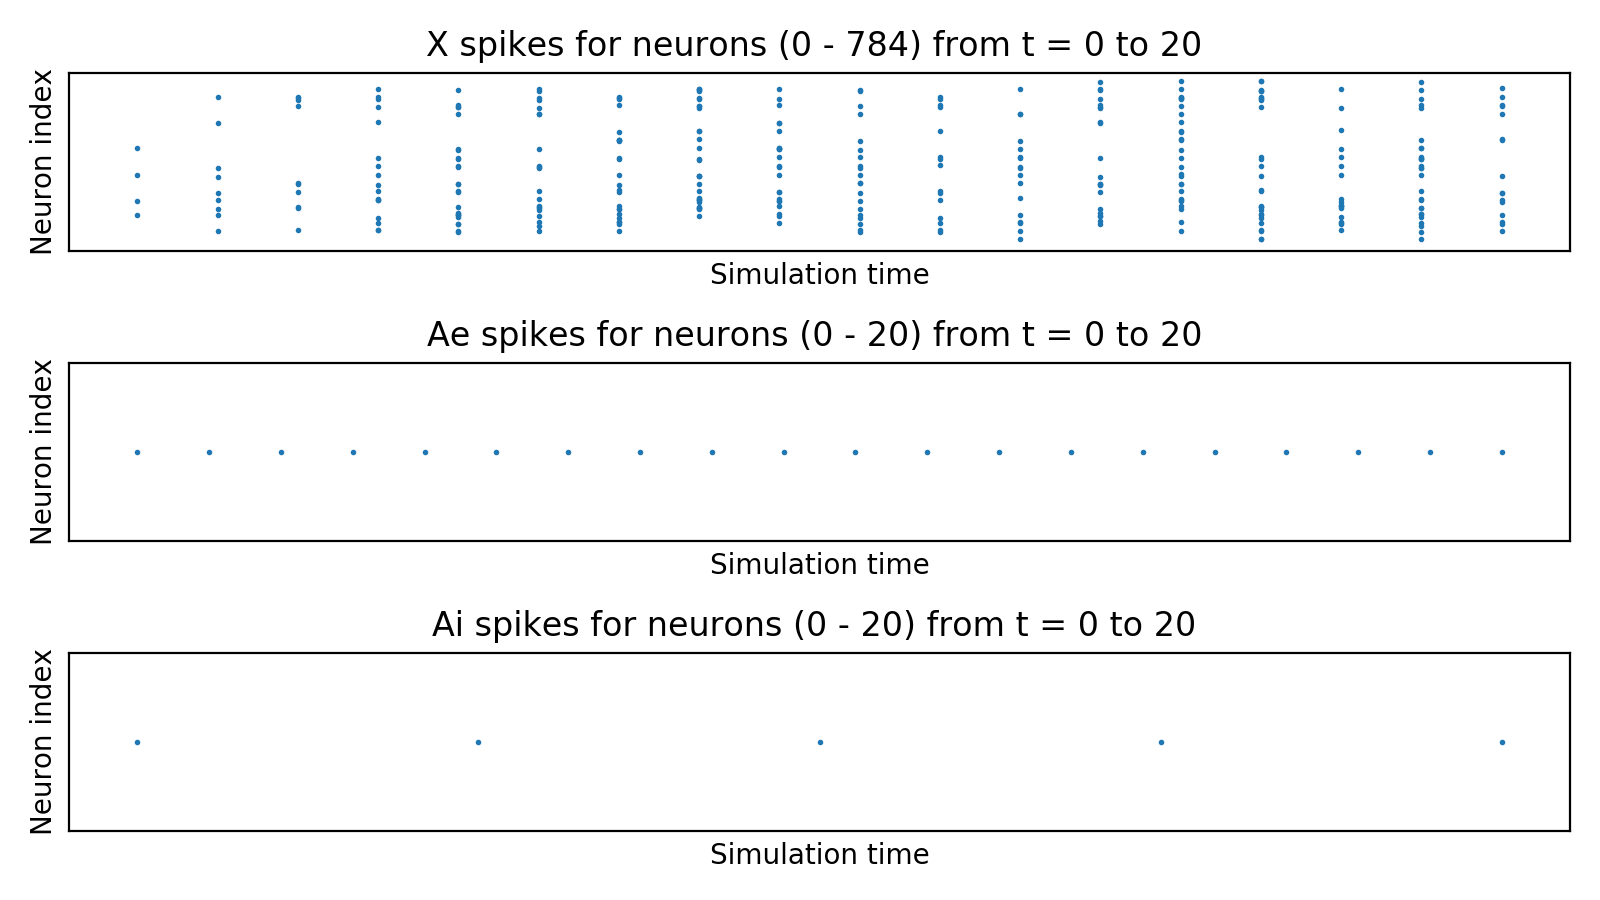 X spikes for neurons (0 - 784) from t = 0 to 20
Neuron index
Simulation time
Ae spikes for neurons (0 - 20) from t = 0 to 20
Neuron index
Simulation time
Ai spikes for neurons (0 - 20) from t = 0 to 20
Neuron index
Simulation time